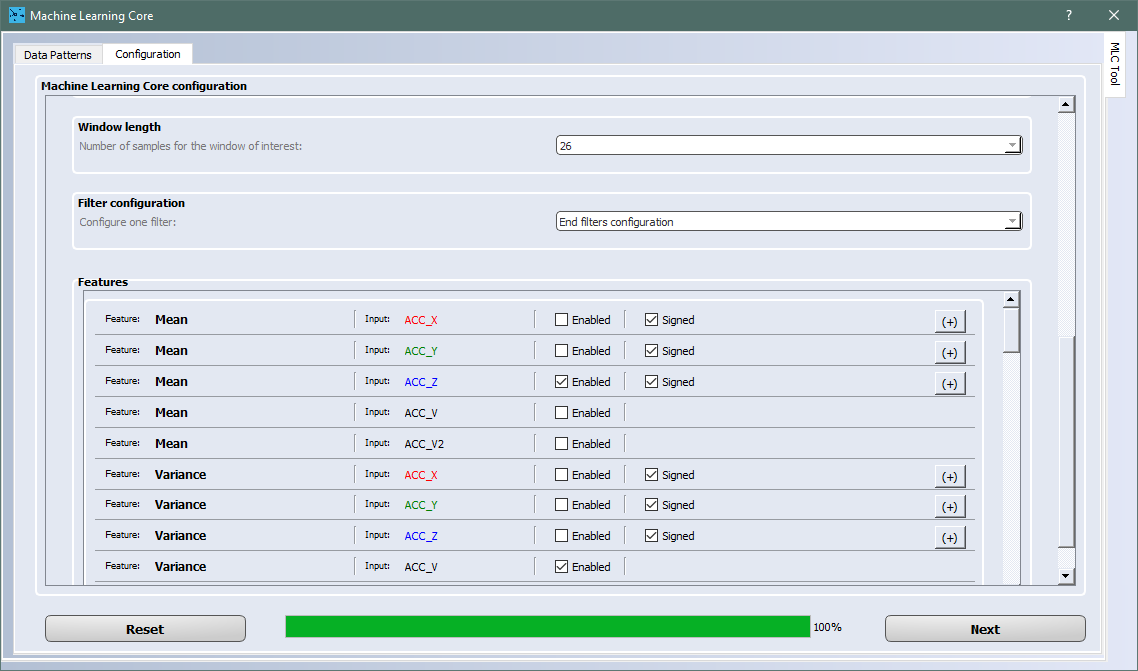 Machine Learning Core
?
Data Patterns Configuration
MLC Tool
Machine Learning Core configuration
Window length
Number of samples for the window of interest: 26
Filter configuration
Configure one filter: End filters configuration
Features
Feature: Mean Input: ACC_X Enabled Signed (+)
Feature: Mean Input: ACC_Y Enabled Signed (+)
Feature: Mean Input: ACC_Z Enabled Signed (+)
Feature: Mean Input: ACC_V Enabled
Feature: Mean Input: ACC_V2 Enabled
Feature: Variance Input: ACC_X Enabled Signed (+)
Feature: Variance Input: ACC_Y Enabled Signed (+)
Feature: Variance Input: ACC_Z Enabled Signed (+)
Feature: Variance Input: ACC_V Enabled
Reset 100% Next